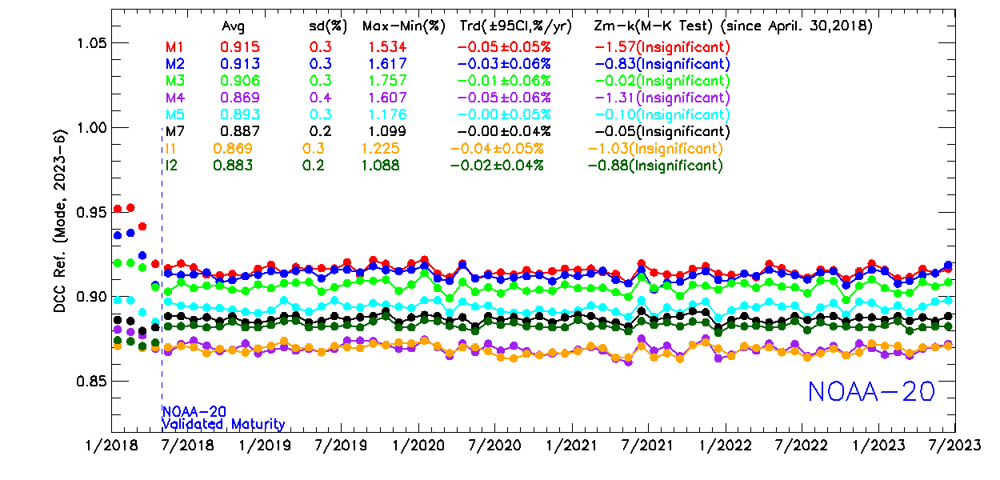 Avg sd(%) Max-Min(%) Trd(±95CI,%/yr) Zm-k(M-K Test) (since April. 30,2018)
M1 0.915 0.3 1.534 -0.05±0.05% -1.57(Insignificant)
M2 0.913 0.3 1.617 -0.03±0.06% -0.83(Insignificant)
M3 0.906 0.3 1.757 -0.01±0.06% -0.02(Insignificant)
M4 0.869 0.4 1.607 -0.05±0.06% -1.31(Insignificant)
M5 0.893 0.3 1.176 -0.00±0.05% -0.10(Insignificant)
M7 0.887 0.2 1.099 -0.00±0.04% -0.05(Insignificant)
I1 0.869 0.3 1.225 -0.04±0.05% -1.03(Insignificant)
I2 0.883 0.2 1.088 -0.02±0.04% -0.88(Insignificant)
1.05
1.00
0.95
0.90
0.85
DCC Ref. (Mode, 2023-6)
NOAA-20
NOAA-20
Validated Maturity
1/2018 7/2018 1/2019 7/2019 1/2020 7/2020 1/2021 7/2021 1/2022 7/2022 1/2023 7/2023